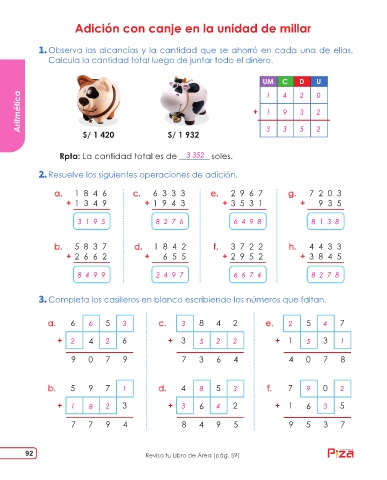 Adición con canje en la unidad de millar
1. Observa las alcancías y la cantidad que se ahorró en cada una de ellas.
Calcula la cantidad total luego de juntar todo el dinero.
Aritmética
UM C D U
1 4 2 0
+ 1 9 3 2
3 3 5 2
S/ 1 420 S/ 1 932
Rpta: La cantidad total es de 3 352 soles.
2. Resuelve los siguientes operaciones de adición.
a. 1 8 4 6 c. 6 3 3 3 e. 2 9 6 7 g. 7 2 0 3
+ 1 3 4 9 + 1 9 4 3 + 3 5 3 1 + 9 3 5
3 1 9 5 8 2 7 6 6 4 9 8 8 1 3 8
b. 5 8 3 7 d. 1 8 4 2 f. 3 7 2 2 h. 4 4 3 3
+ 2 6 6 2 + 6 5 5 + 2 9 5 2 + 3 8 4 5
8 4 9 9 2 4 9 7 6 6 7 4 8 2 7 8
3. Completa los casilleros en blanco escribiendo los números que faltan.
a. 6 6 5 3 c. 3 8 4 2 e. 2 5 4 7
+ 2 4 2 6 + 3 5 2 2 + 1 5 3 1
9 0 7 9 7 3 6 4 4 0 7 8
b. 5 9 7 1 d. 4 8 5 3 f. 7 9 0 2
+ 1 8 2 3 + 3 6 4 2 + 1 6 3 5
7 7 9 4 8 4 9 5 9 5 3 7
92 Revisa tu Libro de Área (pág. 59) Piza